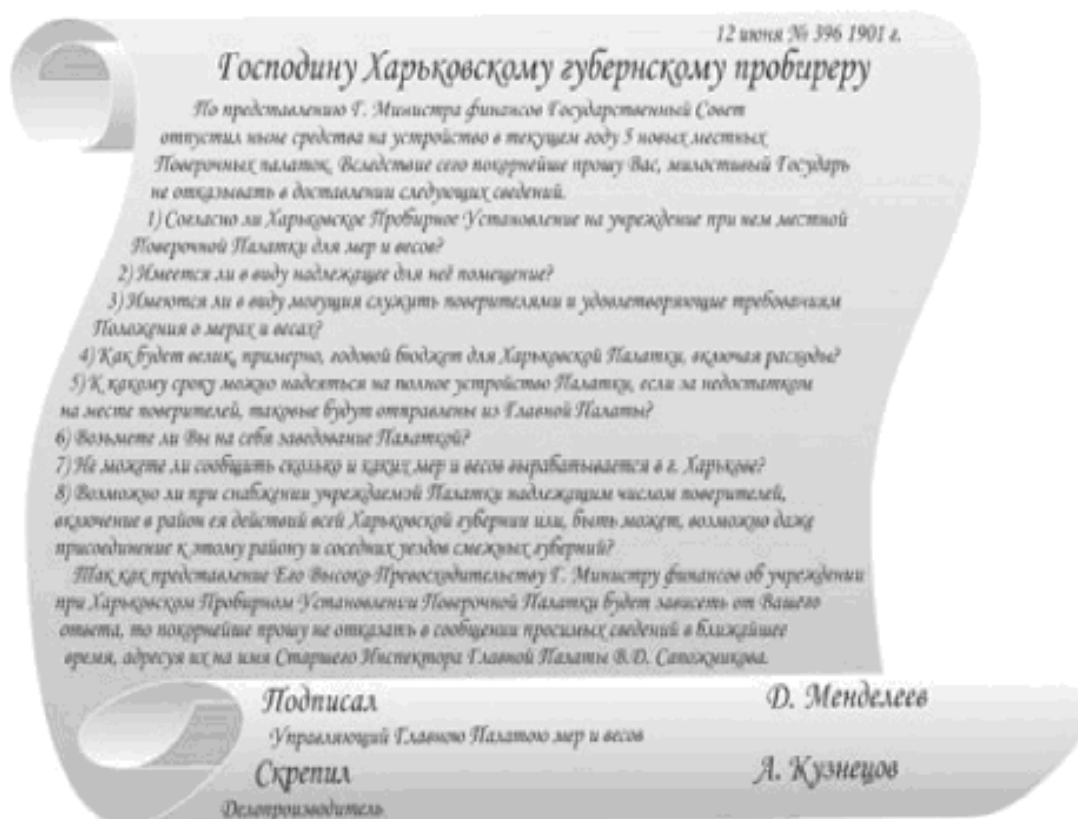 12 июня № 396 1901 г.
Господину Харьковскому губернскому пробиреру
По представлению Г. Министра финансов Государственный Совет
отпустил ныне средства на устройство в текущем году 5 новых местных
Поверочных палаток, Вследствие сего покорнейше прошу Вас, милостивый Государь
не отказывать в доставлении следующих сведений.
1) Согласно ли Харьковское Пробирное Установление на учреждение при нем местной
Поверочной Палатки для мер и весов?
2) Имеется ли в виду надлежащее для неё помещение?
3) Имеются ли в виду могущия служить поверителями и удовлетворяющие требованиям
Положения о мерах и весах?
4) Как будет велик, примерно, годовой бюджет для Харьковской Палатки, включая расходы?
5) К какому сроку можно надеяться на полное устройство Палатки, если за недостатком
на месте поверителей, таковые будут отправлены из Главной Палаты?
6) Возьмете ли Вы на себя заведование Палаткой?
7) Не можете ли сообщить сколько и каких мер и весов вырабатывается в г. Харькове?
8) Возможно ли при снабжении учреждаемой Палатки надлежащим числом поверителей,
включение в район ея действий всей Харьковской губернии или, быть может, возможно даже
присоединение к этому району и соседних уездов смежных губерний?
Так как представление Его Высоко-Превосходительству Г. Министру финансов об учреждении
при Харьковском Пробирном Установлении Поверочной Палатки будет зависеть от Вашего
ответа, то покорнейше прошу не отказать в сообщении просимых сведений в ближайшее
время, адресуя их на имя Старшего Инспектора Главной Палаты В.Д. Сапожникова.
Подписал Д. Менделеев
Управляющий Главною Палатою мер и весов
Скрепил А. Кузнецов
Делопроизводитель